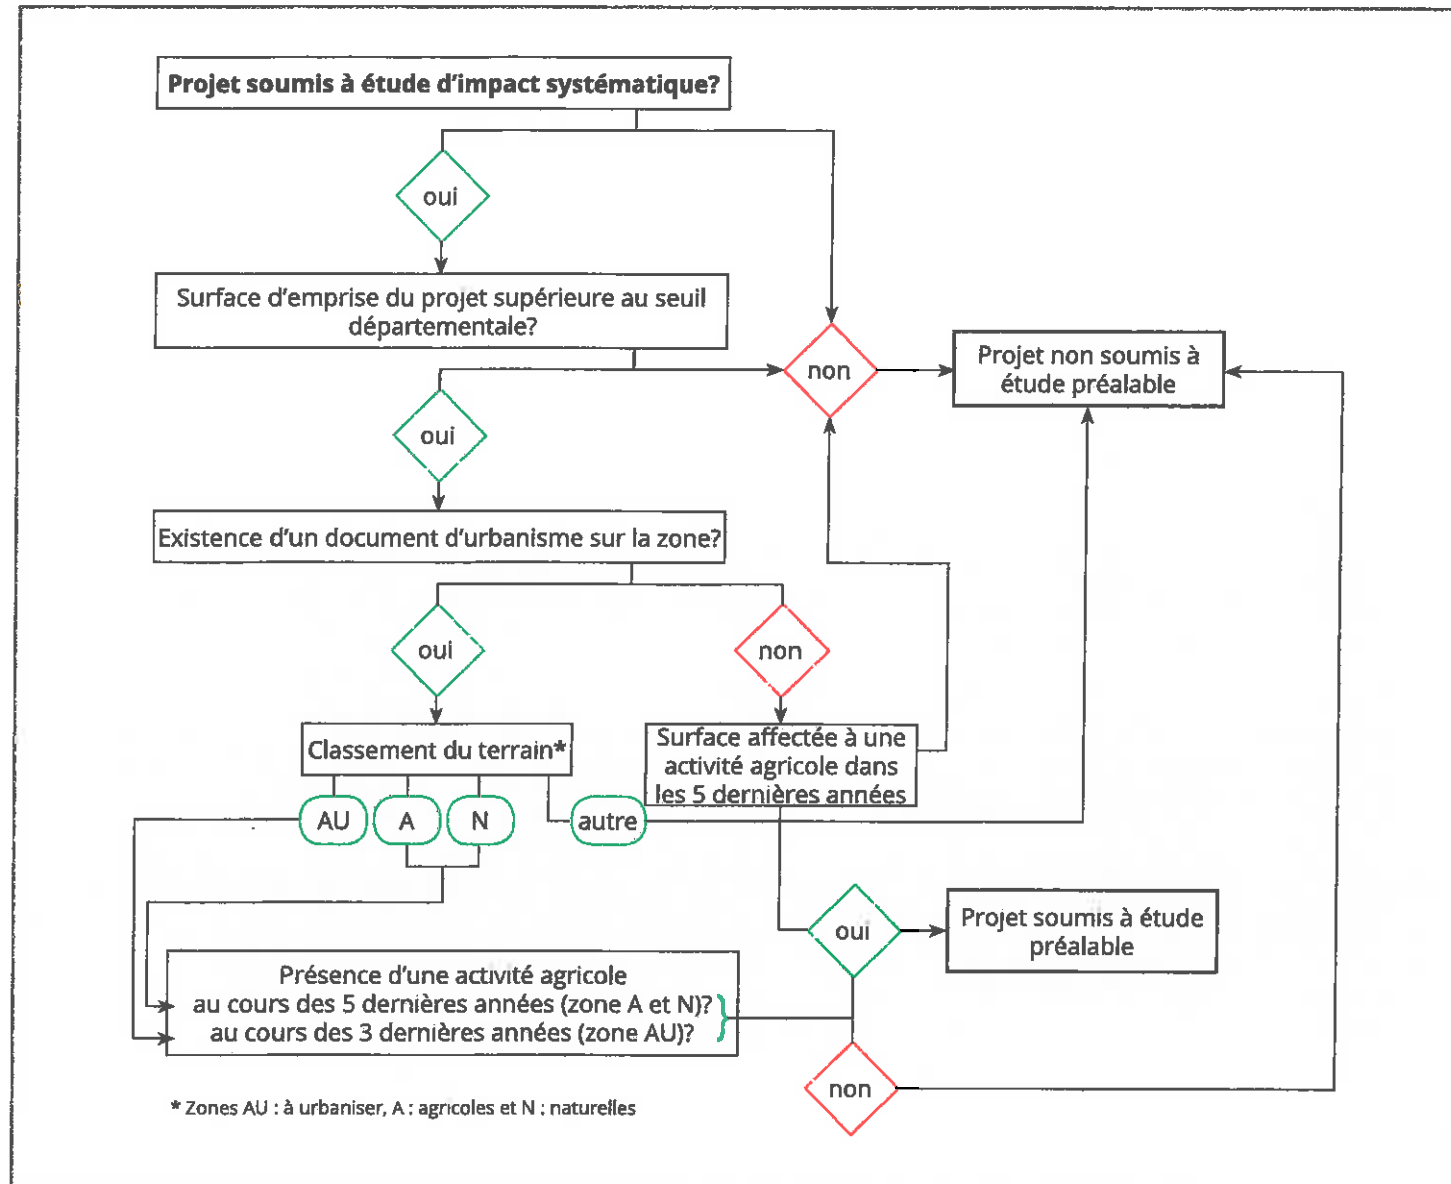 Projet soumis à étude d'impact systématique?
oui
Surface d'emprise du projet supérieure au seuil
départementale?
non
Projet non soumis à
étude préalable
oui
Existence d'un document d'urbanisme sur la zone?
oui
non
Classement du terrain*
Surface affectée à une
activité agricole dans
les 5 dernières années
AU
A
N
autre
oui
Projet soumis à étude
préalable
Présence d'une activité agricole
au cours des 5 dernières années (zone A et N)?
au cours des 3 dernières années (zone AU)?
non
* Zones AU : à urbaniser, A : agricoles et N : naturelles